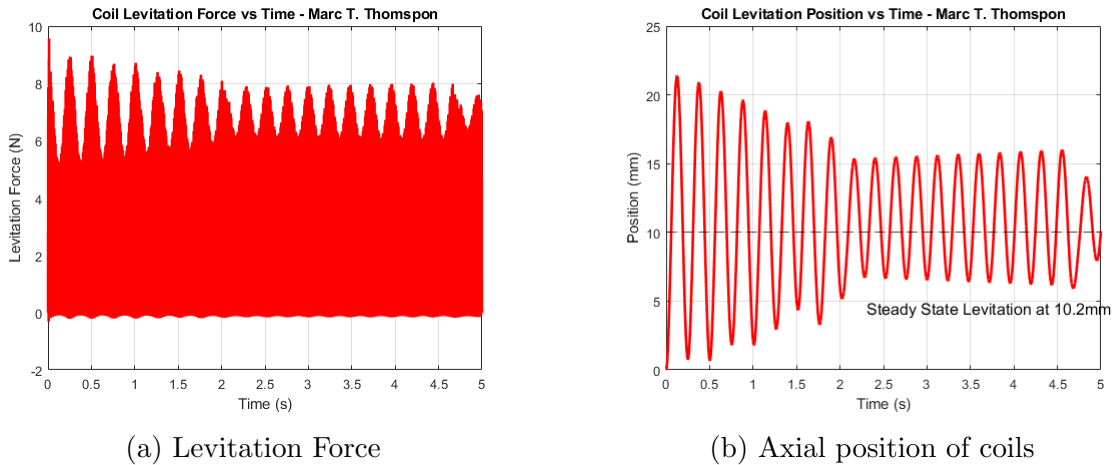 Coil Levitation Force vs Time - Marc T. Thomspon
10
8
6
4
2
0
-2
Levitation Force (N)
0 0.5 1 1.5 2 2.5 3 3.5 4 4.5 5
Time (s)
(a) Levitation Force
Coil Levitation Position vs Time - Marc T. Thomspon
25
20
15
10
5
0
Position (mm)
Steady State Levitation at 10.2mm
0 0.5 1 1.5 2 2.5 3 3.5 4 4.5 5
Time (s)
(b) Axial position of coils